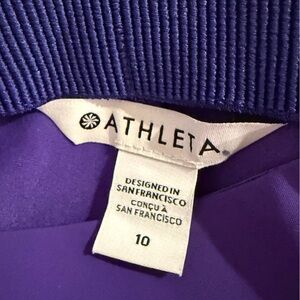 ATHLETA
DESIGNED IN
SAN FRANCISCO
CONÇU À
SAN FRANCISCO
10